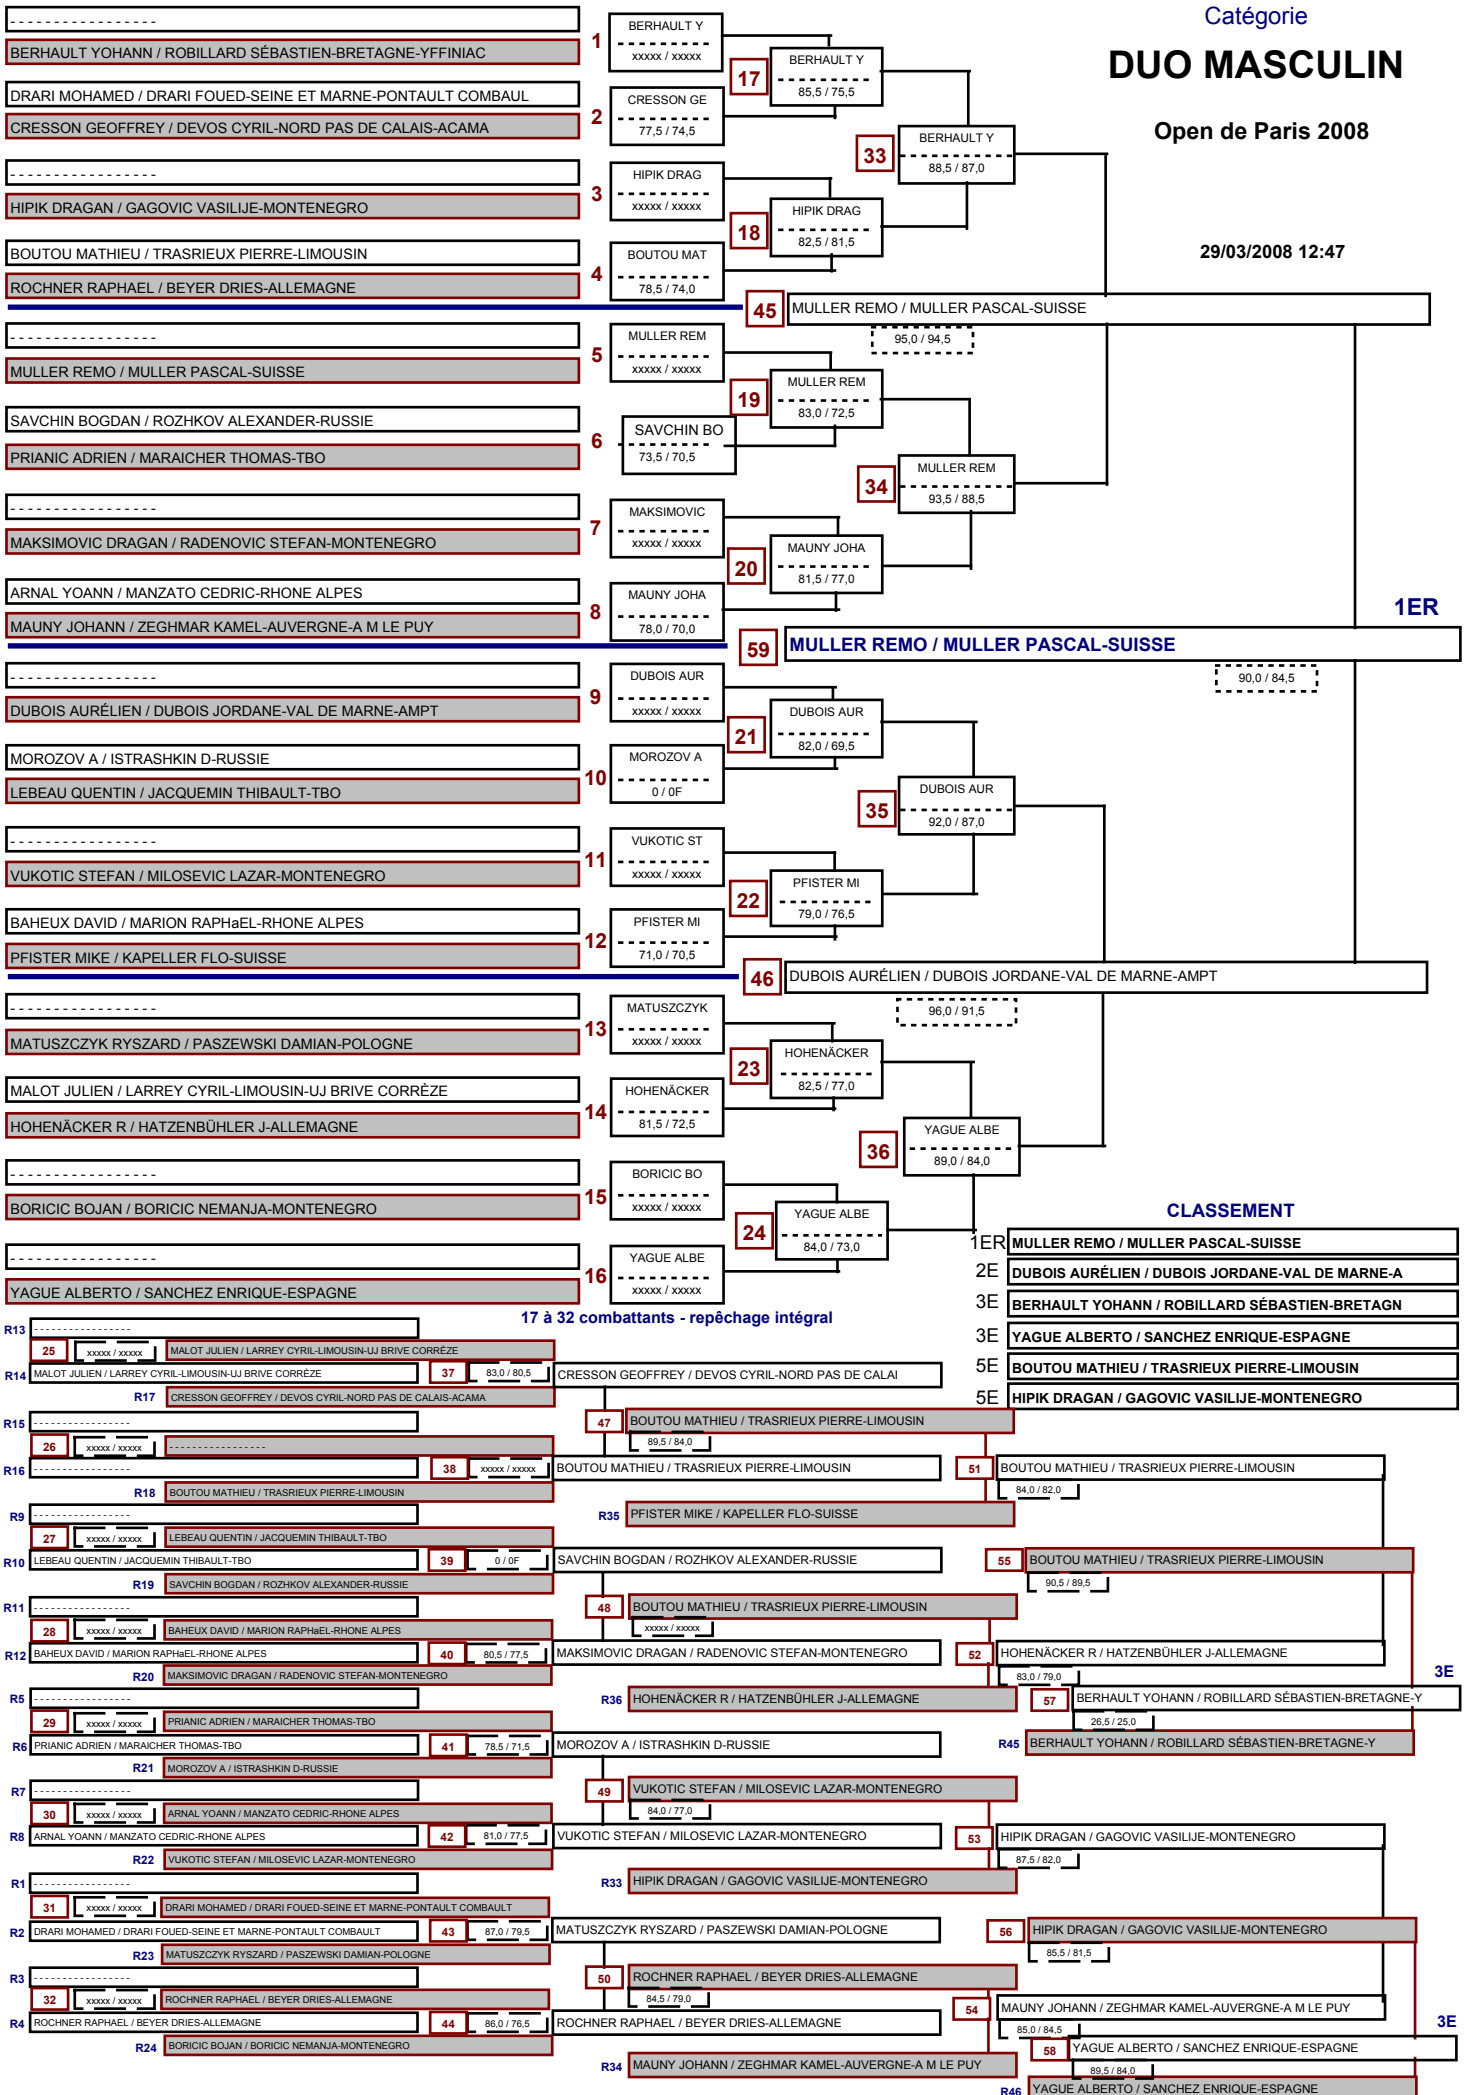 Catégorie
DUO MASCULIN
Open de Paris 2008
29/03/2008 12:47
- - - - - - - - - - - - - - - - -
BERHAULT YOHANN / ROBILLARD SÉBASTIEN-BRETAGNE-YFFINIAC
1
BERHAULT Y
xxxxx / xxxxx
DRARI MOHAMED / DRARI FOUED-SEINE ET MARNE-PONTAULT COMBAUL
CRESSON GEOFFREY / DEVOS CYRIL-NORD PAS DE CALAIS-ACAMA
2
CRESSON GE
77,5 / 74,5
17
BERHAULT Y
85,5 / 75,5
- - - - - - - - - - - - - - - - -
HIPIK DRAGAN / GAGOVIC VASILIJE-MONTENEGRO
3
HIPIK DRAG
xxxxx / xxxxx
BOUTOU MATHIEU / TRASRIEUX PIERRE-LIMOUSIN
ROCHNER RAPHAEL / BEYER DRIES-ALLEMAGNE
4
BOUTOU MAT
78,5 / 74,0
18
HIPIK DRAG
82,5 / 81,5
33
BERHAULT Y
88,5 / 87,0
45
MULLER REMO / MULLER PASCAL-SUISSE
95,0 / 94,5
- - - - - - - - - - - - - - - - -
MULLER REMO / MULLER PASCAL-SUISSE
5
MULLER REM
xxxxx / xxxxx
SAVCHIN BOGDAN / ROZHKOV ALEXANDER-RUSSIE
PRIANIC ADRIEN / MARAICHER THOMAS-TBO
6
SAVCHIN BO
73,5 / 70,5
19
MULLER REM
83,0 / 72,5
- - - - - - - - - - - - - - - - -
MAKSIMOVIC DRAGAN / RADENOVIC STEFAN-MONTENEGRO
7
MAKSIMOVIC
xxxxx / xxxxx
ARNAL YOANN / MANZATO CEDRIC-RHONE ALPES
MAUNY JOHANN / ZEGHMAR KAMEL-AUVERGNE-A M LE PUY
8
MAUNY JOHA
78,0 / 70,0
20
MAUNY JOHA
81,5 / 77,0
34
MULLER REM
93,5 / 88,5
1ER
59
MULLER REMO / MULLER PASCAL-SUISSE
90,0 / 84,5
- - - - - - - - - - - - - - - - -
DUBOIS AURÉLIEN / DUBOIS JORDANE-VAL DE MARNE-AMPT
9
DUBOIS AUR
xxxxx / xxxxx
MOROZOV A / ISTRASHKIN D-RUSSIE
LEBEAU QUENTIN / JACQUEMIN THIBAULT-TBO
10
MOROZOV A
0 / 0F
21
DUBOIS AUR
82,0 / 69,5
- - - - - - - - - - - - - - - - -
VUKOTIC STEFAN / MILOSEVIC LAZAR-MONTENEGRO
11
VUKOTIC ST
xxxxx / xxxxx
BAHEUX DAVID / MARION RAPHaEL-RHONE ALPES
PFISTER MIKE / KAPELLER FLO-SUISSE
12
PFISTER MI
71,0 / 70,5
22
PFISTER MI
79,0 / 76,5
35
DUBOIS AUR
92,0 / 87,0
46
DUBOIS AURÉLIEN / DUBOIS JORDANE-VAL DE MARNE-AMPT
96,0 / 91,5
- - - - - - - - - - - - - - - - -
MATUSZCZYK RYSZARD / PASZEWSKI DAMIAN-POLOGNE
13
MATUSZCZYK
xxxxx / xxxxx
MALOT JULIEN / LARREY CYRIL-LIMOUSIN-UJ BRIVE CORRÈZE
HOHENÄCKER R / HATZENBÜHLER J-ALLEMAGNE
14
HOHENÄCKER
81,5 / 72,5
23
HOHENÄCKER
82,5 / 77,0
- - - - - - - - - - - - - - - - -
BORICIC BOJAN / BORICIC NEMANJA-MONTENEGRO
15
BORICIC BO
xxxxx / xxxxx
- - - - - - - - - - - - - - - - -
YAGUE ALBERTO / SANCHEZ ENRIQUE-ESPAGNE
16
YAGUE ALBE
xxxxx / xxxxx
24
YAGUE ALBE
84,0 / 73,0
36
YAGUE ALBE
89,0 / 84,0
CLASSEMENT
1ER MULLER REMO / MULLER PASCAL-SUISSE
2E DUBOIS AURÉLIEN / DUBOIS JORDANE-VAL DE MARNE-A
3E BERHAULT YOHANN / ROBILLARD SÉBASTIEN-BRETAGN
3E YAGUE ALBERTO / SANCHEZ ENRIQUE-ESPAGNE
5E BOUTOU MATHIEU / TRASRIEUX PIERRE-LIMOUSIN
5E HIPIK DRAGAN / GAGOVIC VASILIJE-MONTENEGRO
17 à 32 combattants - repêchage intégral
R13 - - - - - - - - - - - - - - - - -
25 xxxxx / xxxxx MALOT JULIEN / LARREY CYRIL-LIMOUSIN-UJ BRIVE CORRÈZE
R14 MALOT JULIEN / LARREY CYRIL-LIMOUSIN-UJ BRIVE CORRÈZE 37 83,0 / 80,5 CRESSON GEOFFREY / DEVOS CYRIL-NORD PAS DE CALAI
R17 CRESSON GEOFFREY / DEVOS CYRIL-NORD PAS DE CALAIS-ACAMA
R15 - - - - - - - - - - - - - - - - -
47 BOUTOU MATHIEU / TRASRIEUX PIERRE-LIMOUSIN
89,5 / 84,0
26 xxxxx / xxxxx - - - - - - - - - - - - - - - - -
R16 - - - - - - - - - - - - - - - - - 38 xxxxx / xxxxx BOUTOU MATHIEU / TRASRIEUX PIERRE-LIMOUSIN
51 BOUTOU MATHIEU / TRASRIEUX PIERRE-LIMOUSIN
84,0 / 82,0
R18 BOUTOU MATHIEU / TRASRIEUX PIERRE-LIMOUSIN
R9 - - - - - - - - - - - - - - - - -
R35 PFISTER MIKE / KAPELLER FLO-SUISSE
27 xxxxx / xxxxx LEBEAU QUENTIN / JACQUEMIN THIBAULT-TBO
R10 LEBEAU QUENTIN / JACQUEMIN THIBAULT-TBO 39 0 / 0F SAVCHIN BOGDAN / ROZHKOV ALEXANDER-RUSSIE
55 BOUTOU MATHIEU / TRASRIEUX PIERRE-LIMOUSIN
90,5 / 89,5
R19 SAVCHIN BOGDAN / ROZHKOV ALEXANDER-RUSSIE
R11 - - - - - - - - - - - - - - - - -
48 BOUTOU MATHIEU / TRASRIEUX PIERRE-LIMOUSIN
xxxxx / xxxxx
28 xxxxx / xxxxx BAHEUX DAVID / MARION RAPHaEL-RHONE ALPES
R12 BAHEUX DAVID / MARION RAPHaEL-RHONE ALPES 40 80,5 / 77,5 MAKSIMOVIC DRAGAN / RADENOVIC STEFAN-MONTENEGRO
52 HOHENÄCKER R / HATZENBÜHLER J-ALLEMAGNE
83,0 / 79,0
R20 MAKSIMOVIC DRAGAN / RADENOVIC STEFAN-MONTENEGRO
3E
R5 - - - - - - - - - - - - - - - - -
R36 HOHENÄCKER R / HATZENBÜHLER J-ALLEMAGNE
57 BERHAULT YOHANN / ROBILLARD SÉBASTIEN-BRETAGNE-Y
26,5 / 25,0
29 xxxxx / xxxxx PRIANIC ADRIEN / MARAICHER THOMAS-TBO
R6 PRIANIC ADRIEN / MARAICHER THOMAS-TBO 41 78,5 / 71,5 MOROZOV A / ISTRASHKIN D-RUSSIE
R45 BERHAULT YOHANN / ROBILLARD SÉBASTIEN-BRETAGNE-Y
R21 MOROZOV A / ISTRASHKIN D-RUSSIE
R7 - - - - - - - - - - - - - - - - -
49 VUKOTIC STEFAN / MILOSEVIC LAZAR-MONTENEGRO
84,0 / 77,0
30 xxxxx / xxxxx ARNAL YOANN / MANZATO CEDRIC-RHONE ALPES
R8 ARNAL YOANN / MANZATO CEDRIC-RHONE ALPES 42 81,0 / 77,5 VUKOTIC STEFAN / MILOSEVIC LAZAR-MONTENEGRO
53 HIPIK DRAGAN / GAGOVIC VASILIJE-MONTENEGRO
87,5 / 82,0
R22 VUKOTIC STEFAN / MILOSEVIC LAZAR-MONTENEGRO
R1 - - - - - - - - - - - - - - - - -
R33 HIPIK DRAGAN / GAGOVIC VASILIJE-MONTENEGRO
31 xxxxx / xxxxx DRARI MOHAMED / DRARI FOUED-SEINE ET MARNE-PONTAULT COMBAULT
R2 DRARI MOHAMED / DRARI FOUED-SEINE ET MARNE-PONTAULT COMBAULT 43 87,0 / 79,5 MATUSZCZYK RYSZARD / PASZEWSKI DAMIAN-POLOGNE
56 HIPIK DRAGAN / GAGOVIC VASILIJE-MONTENEGRO
85,5 / 81,5
R23 MATUSZCZYK RYSZARD / PASZEWSKI DAMIAN-POLOGNE
R3 - - - - - - - - - - - - - - - - -
50 ROCHNER RAPHAEL / BEYER DRIES-ALLEMAGNE
84,5 / 79,0
32 xxxxx / xxxxx ROCHNER RAPHAEL / BEYER DRIES-ALLEMAGNE
R4 ROCHNER RAPHAEL / BEYER DRIES-ALLEMAGNE 44 86,0 / 76,5 ROCHNER RAPHAEL / BEYER DRIES-ALLEMAGNE
54 MAUNY JOHANN / ZEGHMAR KAMEL-AUVERGNE-A M LE PUY
85,0 / 84,5
3E
R24 BORICIC BOJAN / BORICIC NEMANJA-MONTENEGRO
58 YAGUE ALBERTO / SANCHEZ ENRIQUE-ESPAGNE
89,5 / 84,0
R34 MAUNY JOHANN / ZEGHMAR KAMEL-AUVERGNE-A M LE PUY
R46 YAGUE ALBERTO / SANCHEZ ENRIQUE-ESPAGNE